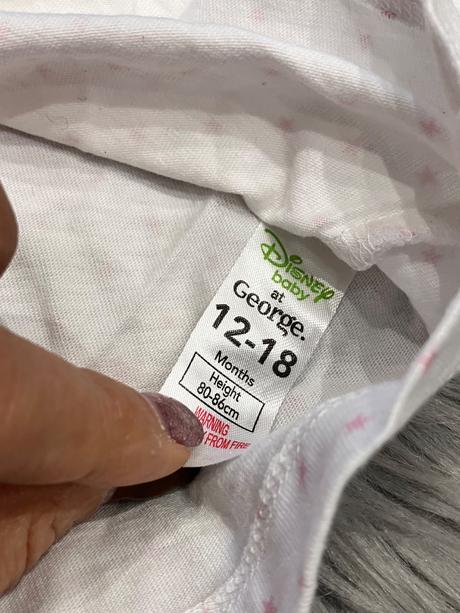 Disney
baby
at
George.
12-18
Months
Height
80-86cm
WARNING
FROM FIRE